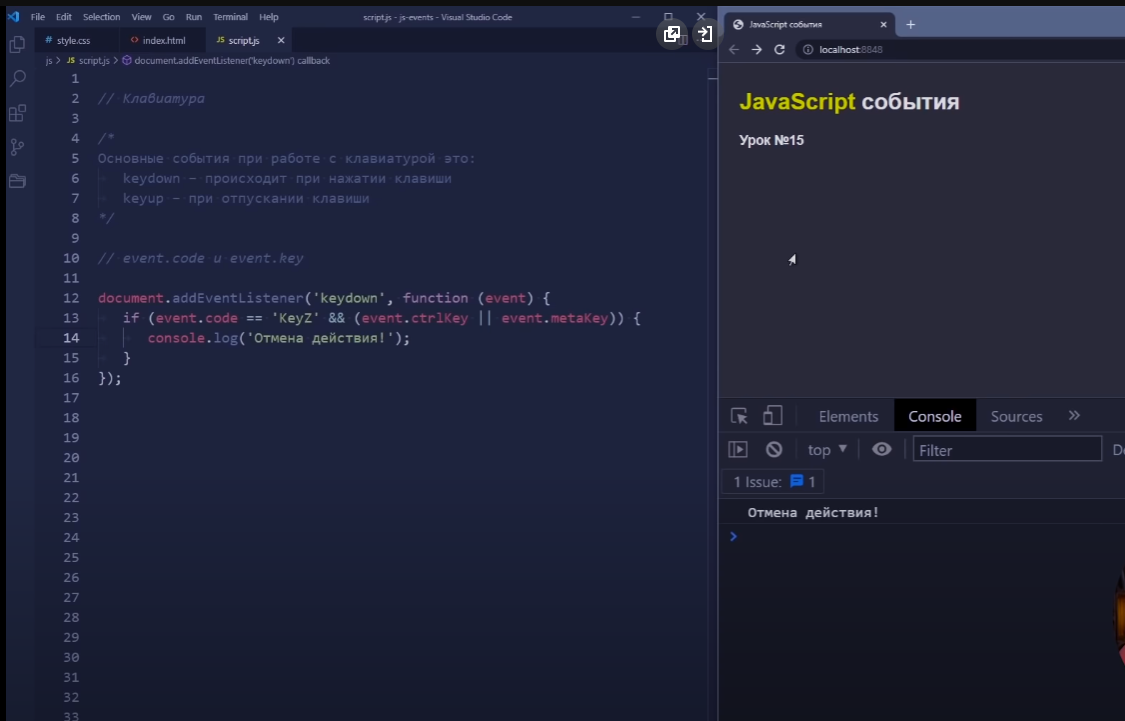 File Edit Selection View Go Run Terminal Help script.js - js-events - Visual Studio Code
# style.css <> index.html JS script.js ×
js > JS script.js > document.addEventListener('keydown') callback
1
2 // Клавиатура
3
4 /*
5 Основные события при работе с клавиатурой это:
6 keydown – происходит при нажатии клавиши
7 keyup – при отпускании клавиши
8 */
9
10 // event.code и event.key
11
12 document.addEventListener('keydown', function (event) {
13 if (event.code == 'KeyZ' && (event.ctrlKey || event.metaKey)) {
14 console.log('Отмена действия!');
15 }
16 });
17
18
19
20
21
22
23
24
25
26
27
28
29
30
31
32
33
JavaScript события × +
localhost:8848
JavaScript события
Урок №15
Elements Console Sources »
top ▼ Filter
1 Issue: 1
Отмена действия!
>